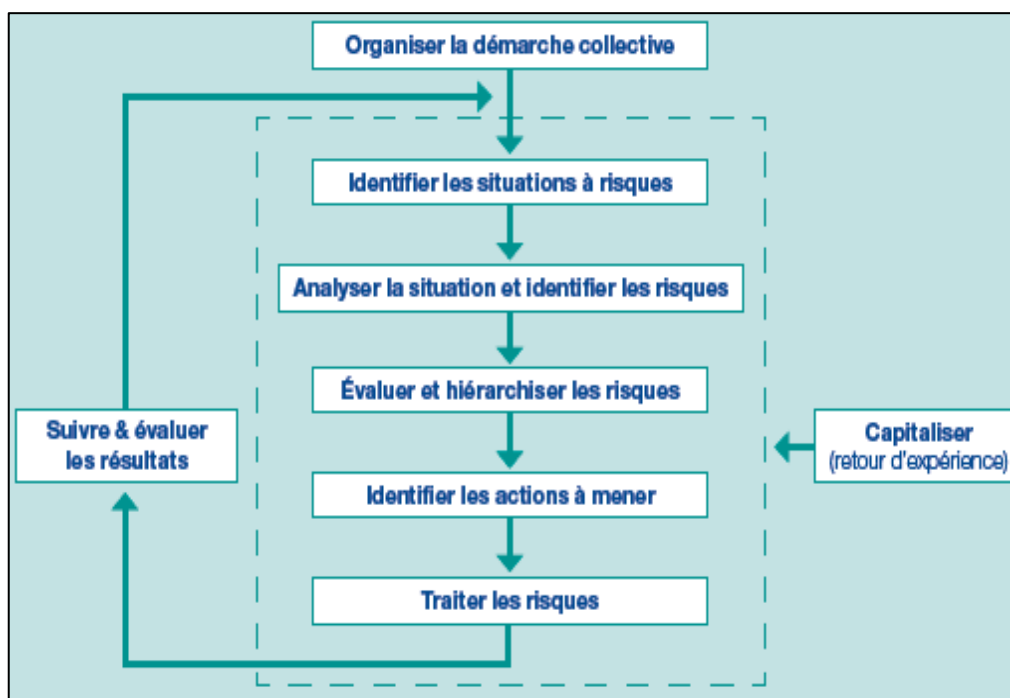 Organiser la démarche collective
Identifier les situations à risques
Analyser la situation et identifier les risques
Évaluer et hiérarchiser les risques
Suivre & évaluer
les résultats
Capitaliser
(retour d'expérience)
Identifier les actions à mener
Traiter les risques